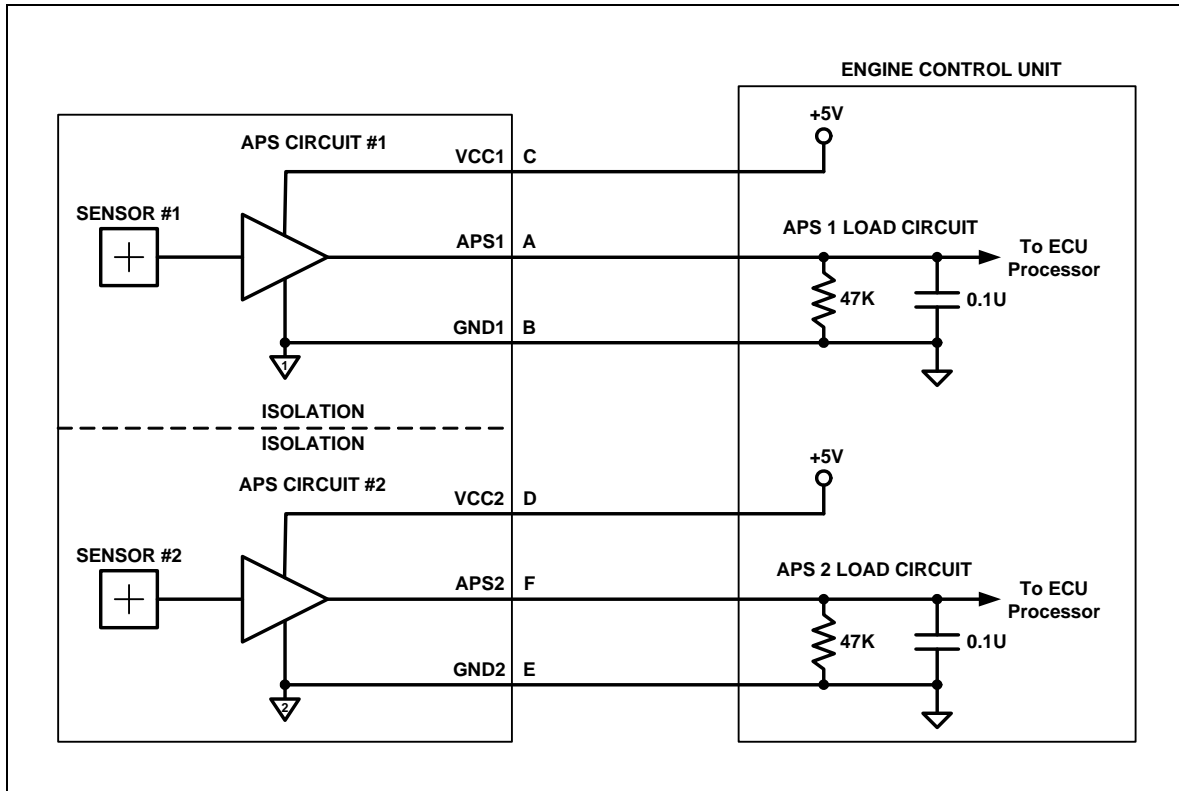 ENGINE CONTROL UNIT
+5V
APS CIRCUIT #1
VCC1 C
SENSOR #1
APS1 A
APS 1 LOAD CIRCUIT
To ECU
Processor
47K
0.1U
GND1 B
1
ISOLATION
ISOLATION
+5V
APS CIRCUIT #2
VCC2 D
SENSOR #2
APS2 F
APS 2 LOAD CIRCUIT
To ECU
Processor
47K
0.1U
GND2 E
2